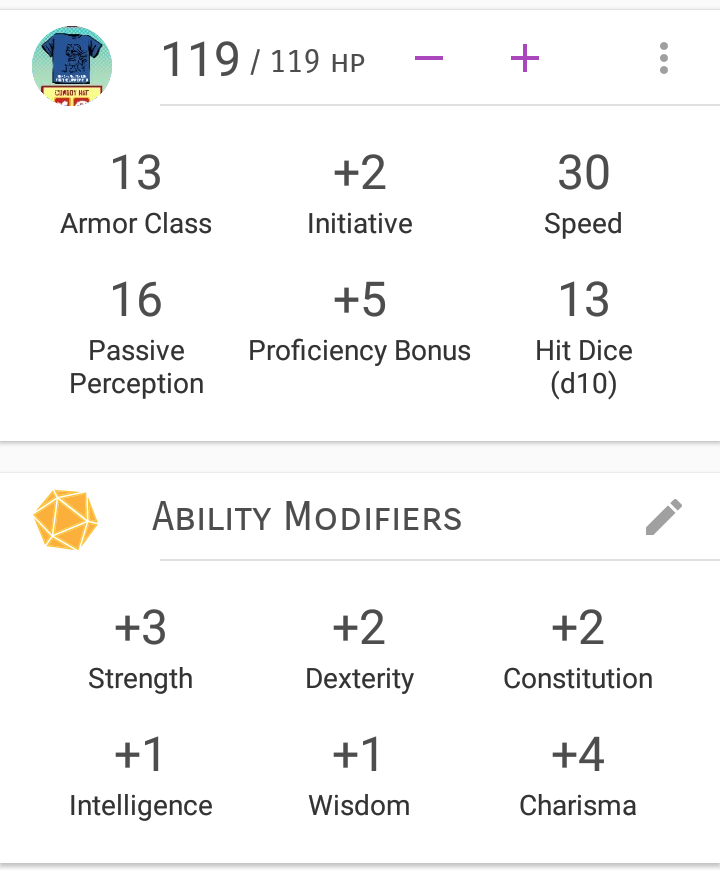 119 / 119 HP
13 +2 30
Armor Class Initiative Speed
16 +5 13
Passive Perception Proficiency Bonus Hit Dice (d10)
Ability Modifiers
+3 +2 +2
Strength Dexterity Constitution
+1 +1 +4
Intelligence Wisdom Charisma